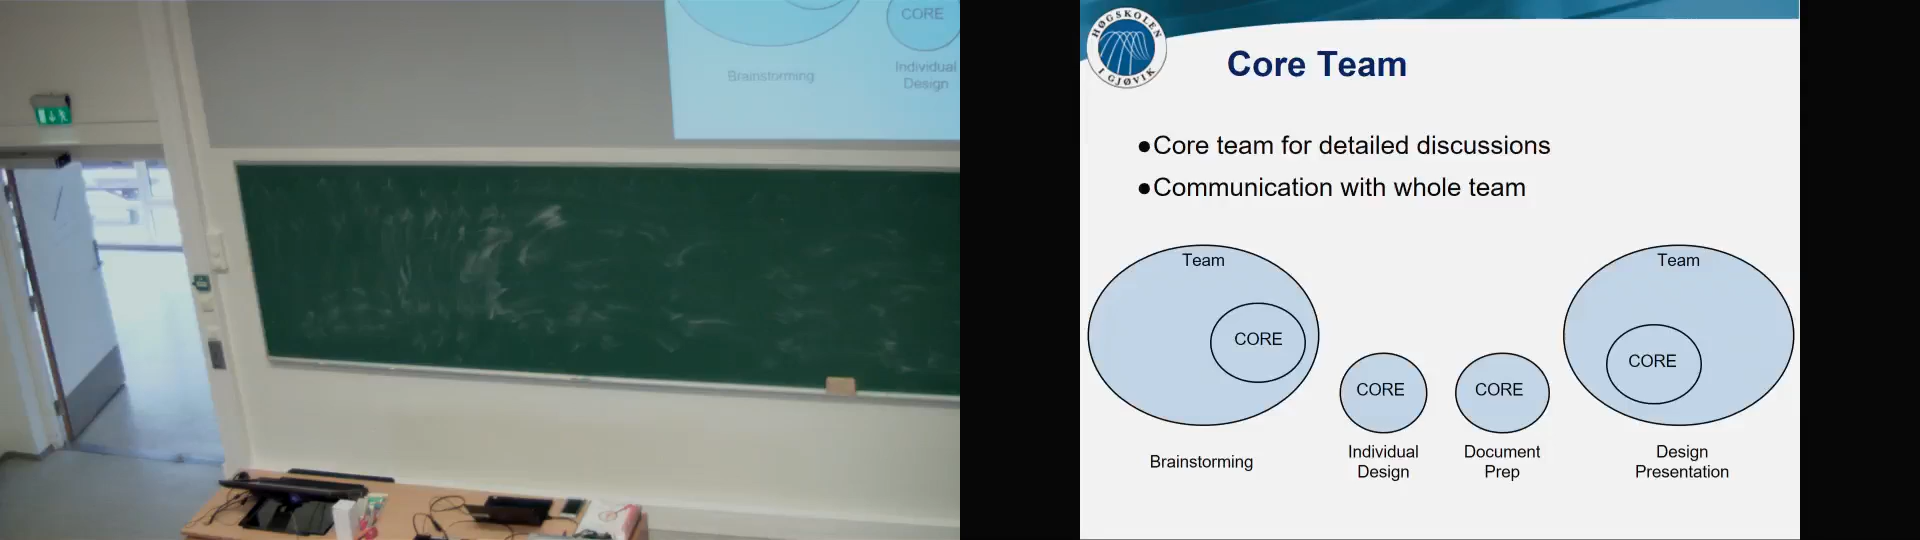 CORE
Brainstorming
Individual
Design
HØGSKOLEN
I GJØVIK
Core Team
●Core team for detailed discussions
●Communication with whole team
Team
CORE
Brainstorming
CORE
Individual
Design
CORE
Document
Prep
Team
CORE
Design
Presentation